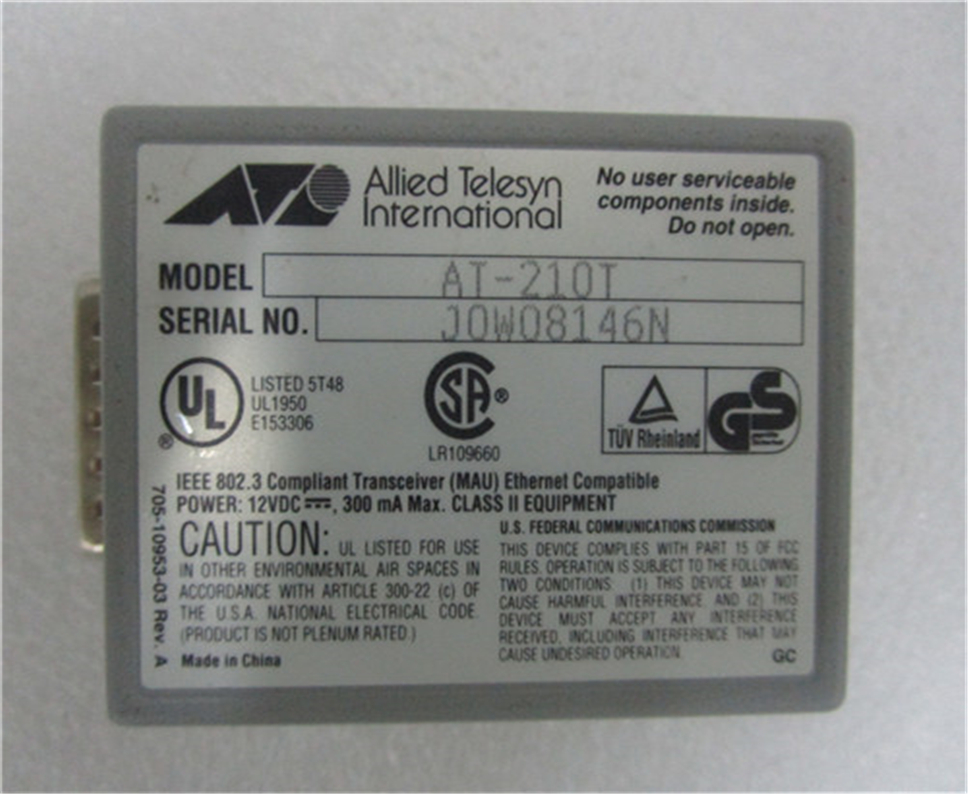 Allied Telesyn
International
No user serviceable
components inside.
Do not open.
MODEL AT-210T
SERIAL NO. J0W08146N
UL
®
LISTED 5T48
UL1950
E153306
SA ®
LR109660
TÜV Rheinland
GS
IEEE 802.3 Compliant Transceiver (MAU) Ethernet Compatible
POWER: 12VDC ⎓, 300 mA Max. CLASS II EQUIPMENT
CAUTION: UL LISTED FOR USE
IN OTHER ENVIRONMENTAL AIR SPACES IN
ACCORDANCE WITH ARTICLE 300-22 (c) OF
THE U.S.A. NATIONAL ELECTRICAL CODE.
(PRODUCT IS NOT PLENUM RATED.)
Made in China
U.S. FEDERAL COMMUNICATIONS COMMISSION
THIS DEVICE COMPLIES WITH PART 15 OF FCC
RULES. OPERATION IS SUBJECT TO THE FOLLOWING
TWO CONDITIONS: (1) THIS DEVICE MAY NOT
CAUSE HARMFUL INTERFERENCE, AND (2) THIS
DEVICE MUST ACCEPT ANY INTERFERENCE
RECEIVED, INCLUDING INTERFERENCE THAT MAY
CAUSE UNDESIRED OPERATION.
GC
705-10953-03 Rev. A